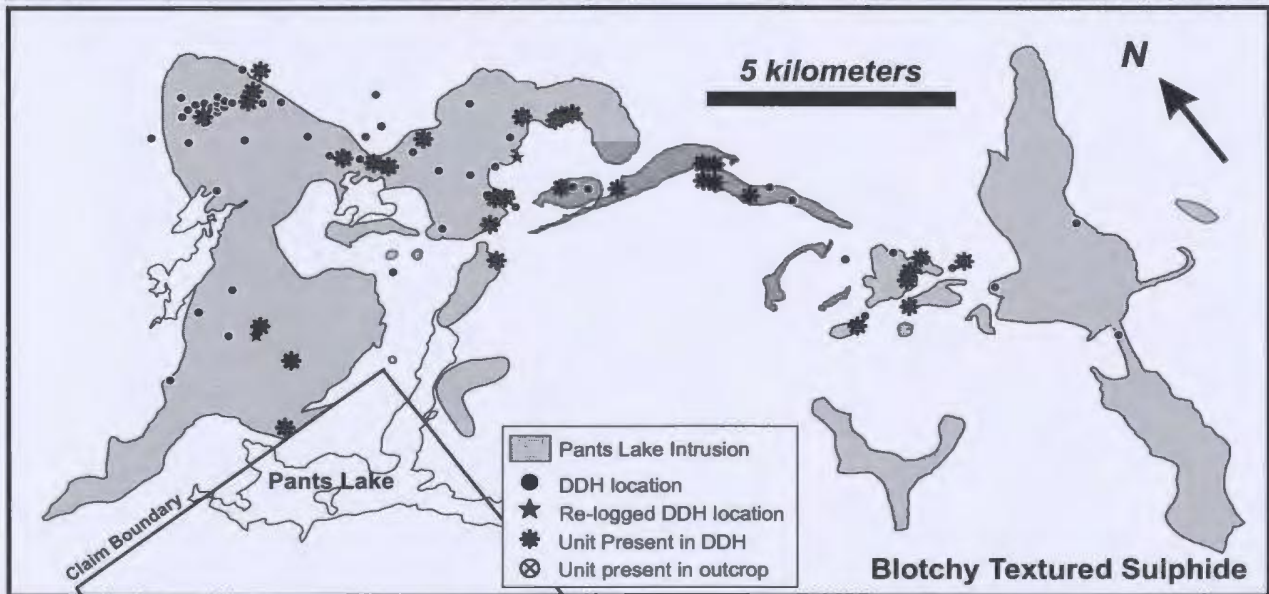 5 kilometers
N
Pants Lake
Claim Boundary
Pants Lake Intrusion
DDH location
Re-logged DDH location
Unit Present in DDH
Unit present in outcrop
Blotchy Textured Sulphide